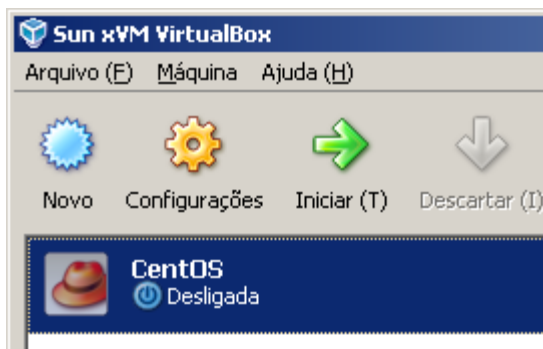 Sun xVM VirtualBox
Arquivo (F) Máquina Ajuda (H)
Novo Configurações Iniciar (T) Descartar (I)
CentOS
Desligada